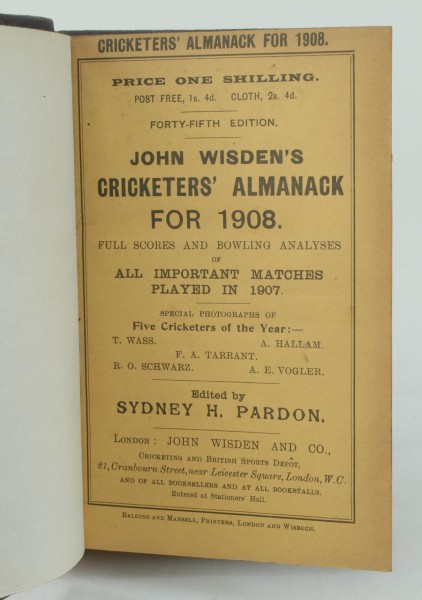 CRICKETERS' ALMANACK FOR 1908.
PRICE ONE SHILLING.
POST FREE, 1s. 4d. CLOTH, 2s. 4d.
FORTY-FIFTH EDITION.
JOHN WISDEN'S
CRICKETERS' ALMANACK
FOR 1908.
FULL SCORES AND BOWLING ANALYSES
OF
ALL IMPORTANT MATCHES
PLAYED IN 1907.
SPECIAL PHOTOGRAPHS OF
Five Cricketers of the Year:—
T. WASS. A. HALLAM.
F. A. TARRANT.
R. O. SCHWARZ. A. E. VOGLER.
Edited by
SYDNEY H. PARDON.
LONDON: JOHN WISDEN AND CO.,
CRICKETING AND BRITISH SPORTS DEPÔT,
21, Cranbourn Street, near Leicester Square, London, W.C.
AND OF ALL BOOKSELLERS AND AT ALL BOOKSTALLS.
Entered at Stationers' Hall.
BALDING AND MANSELL, PRINTERS, LONDON AND WISBECH.